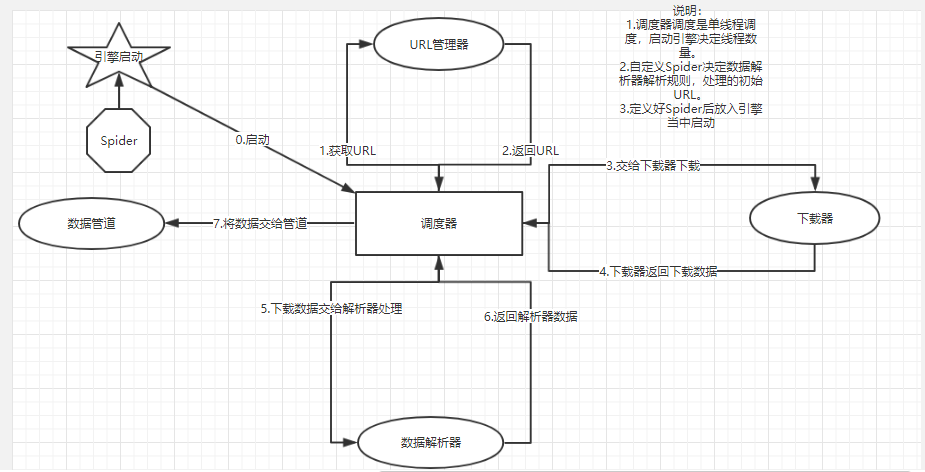 说明：
1.调度器调度是单线程调
度，启动引擎决定线程数
量。
2.自定义Spider决定数据解
析器解析规则，处理的初始
URL。
3.定义好Spider后放入引擎
当中启动
引擎启动
URL管理器
Spider
0.启动
1.获取URL
2.返回URL
3.交给下载器下载
数据管道
7.将数据交给管道
调度器
下载器
4.下载器返回下载数据
5.下载数据交给解析器处理
6.返回解析器数据
数据解析器